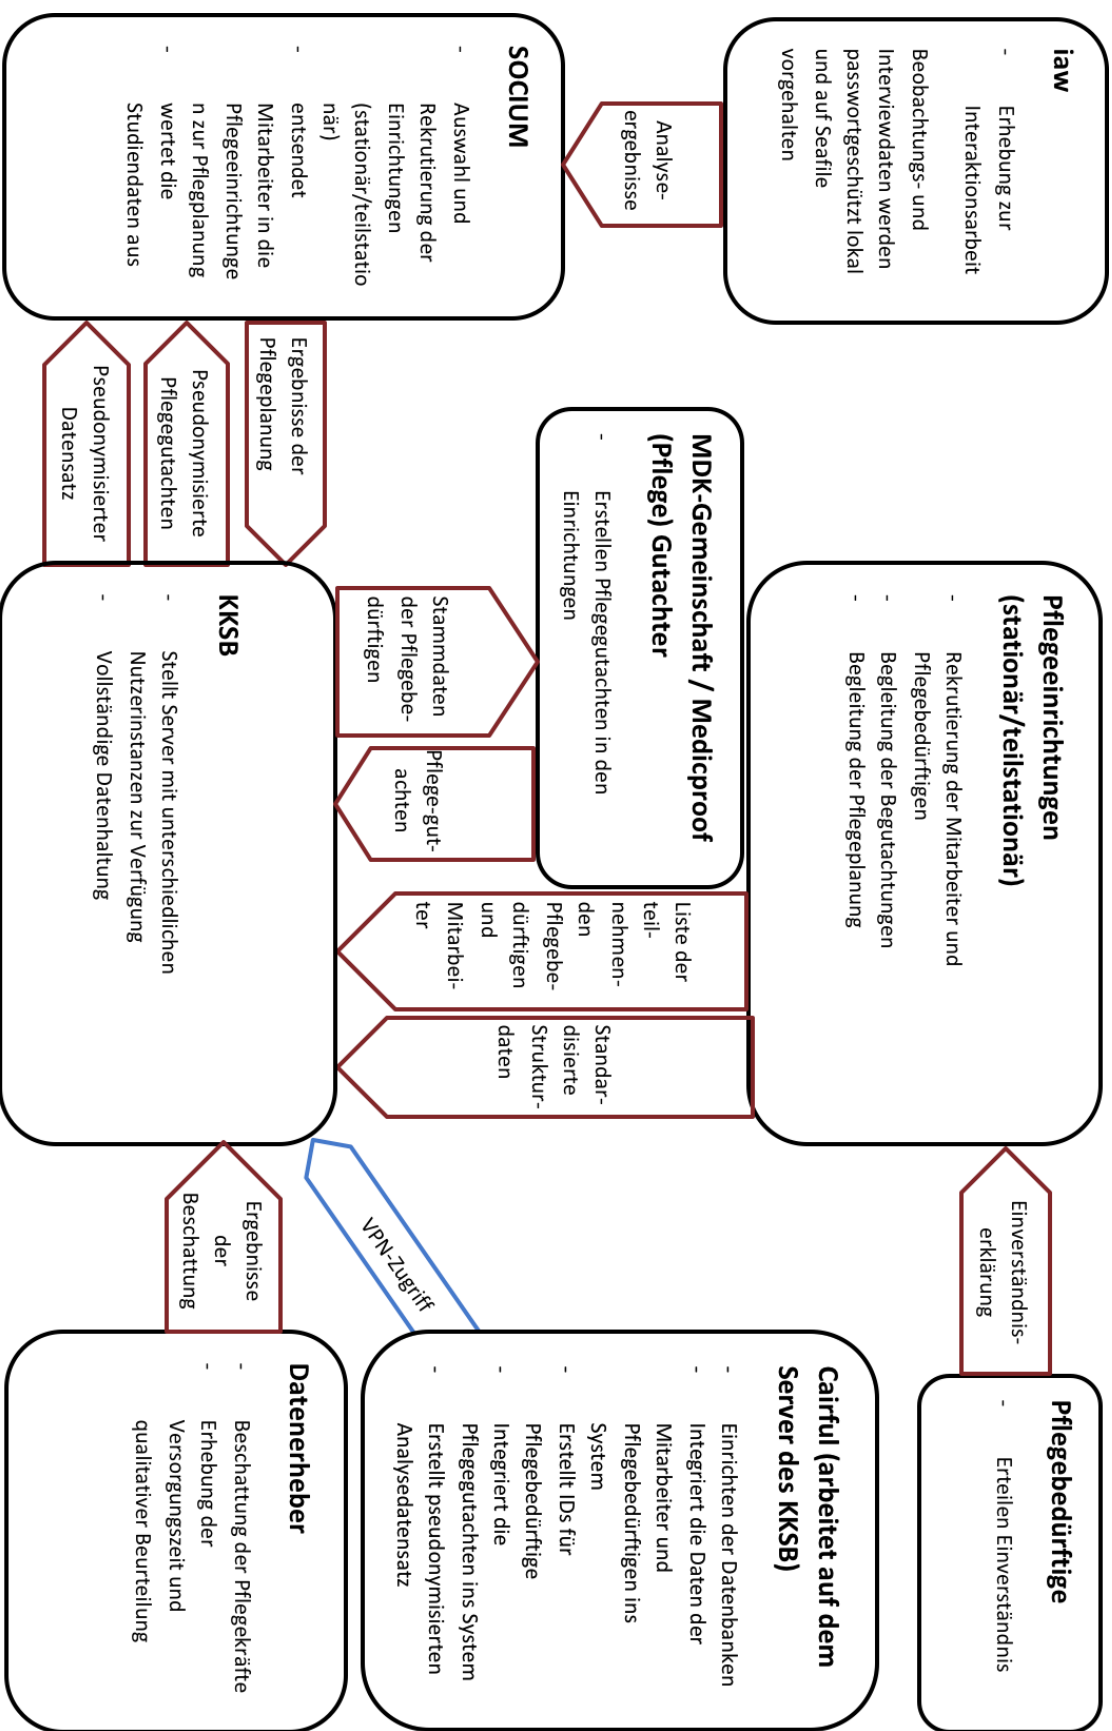 iaw
- Erhebung zur
Interaktionsarbeit
Beobachtungs- und
Interviewdaten werden
passwortgeschützt lokal
und auf Seafile
vorgehalten
Analyse-
ergebnisse
SOCIUM
- Auswahl und
Rekrutierung der
Einrichtungen
(stationär/teilstatio
när)
- entsendet
Mitarbeiter in die
Pflegeeinrichtunge
n zur Pflegplanung
- wertet die
Studiendaten aus
Ergebnisse der
Pflegeplanung
Pseudonymisierte
Pflegegutachten
Pseudonymisierter
Datensatz
Pflegeeinrichtungen
(stationär/teilstationär)
- Rekrutierung der Mitarbeiter und
Pflegebedürftigen
- Begleitung der Begutachtungen
- Begleitung der Pflegeplanung
MDK-Gemeinschaft / Medicproof
(Pflege) Gutachter
- Erstellen Pflegegutachten in den
Einrichtungen
Stammdaten
der Pflegebe-
dürftigen
Pflege-gut-
achten
Liste der
teil-
nehmen-
den
Pflegebe-
dürftigen
und
Mitarbei-
ter
Standar-
disierte
Struktur-
daten
KKSB
- Stellt Server mit unterschiedlichen
Nutzerinstanzen zur Verfügung
- Vollständige Datenhaltung
Einverständnis-
erklärung
VPN-Zugriff
Ergebnisse
der
Beschattung
Pflegebedürftige
- Erteilen Einverständnis
Cairful (arbeitet auf dem
Server des KKSB)
- Einrichten der Datenbanken
- Integriert die Daten der
Mitarbeiter und
Pflegebedürftigen ins
System
- Erstellt IDs für
Pflegebedürftige
- Integriert die
Pflegegutachten ins System
- Erstellt pseudonymisierten
Analysedatensatz
Datenerheber
- Beschattung der Pflegekräfte
- Erhebung der
Versorgungszeit und
qualitativer Beurteilung